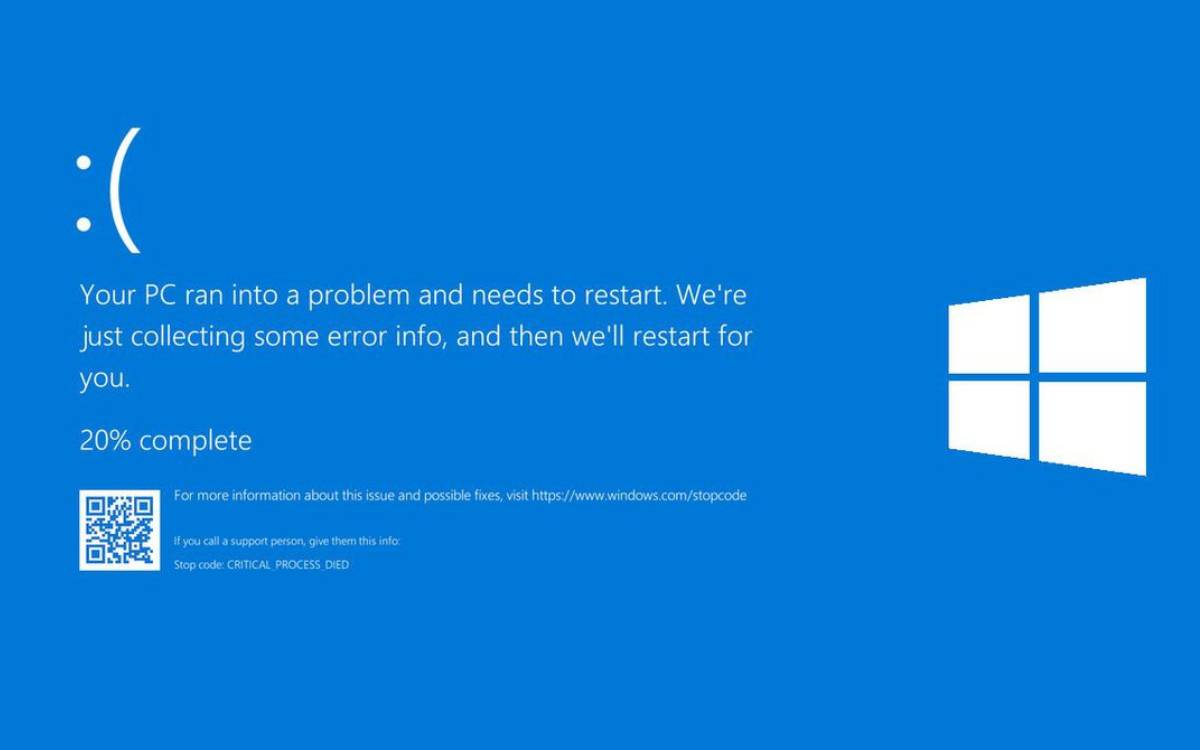 :(
Your PC ran into a problem and needs to restart. We're
just collecting some error info, and then we'll restart for
you.
20% complete
For more information about this issue and possible fixes, visit https://www.windows.com/stopcode
If you call a support person, give them this info:
Stop code: CRITICAL_PROCESS_DIED